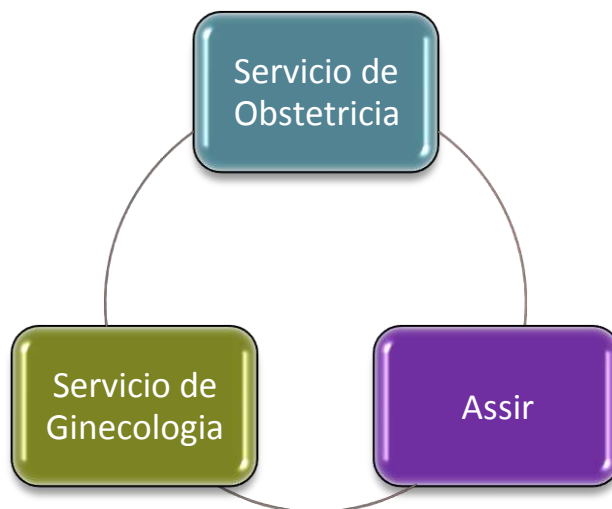 Servicio de
Obstetricia
Servicio de
Ginecologia
Assir